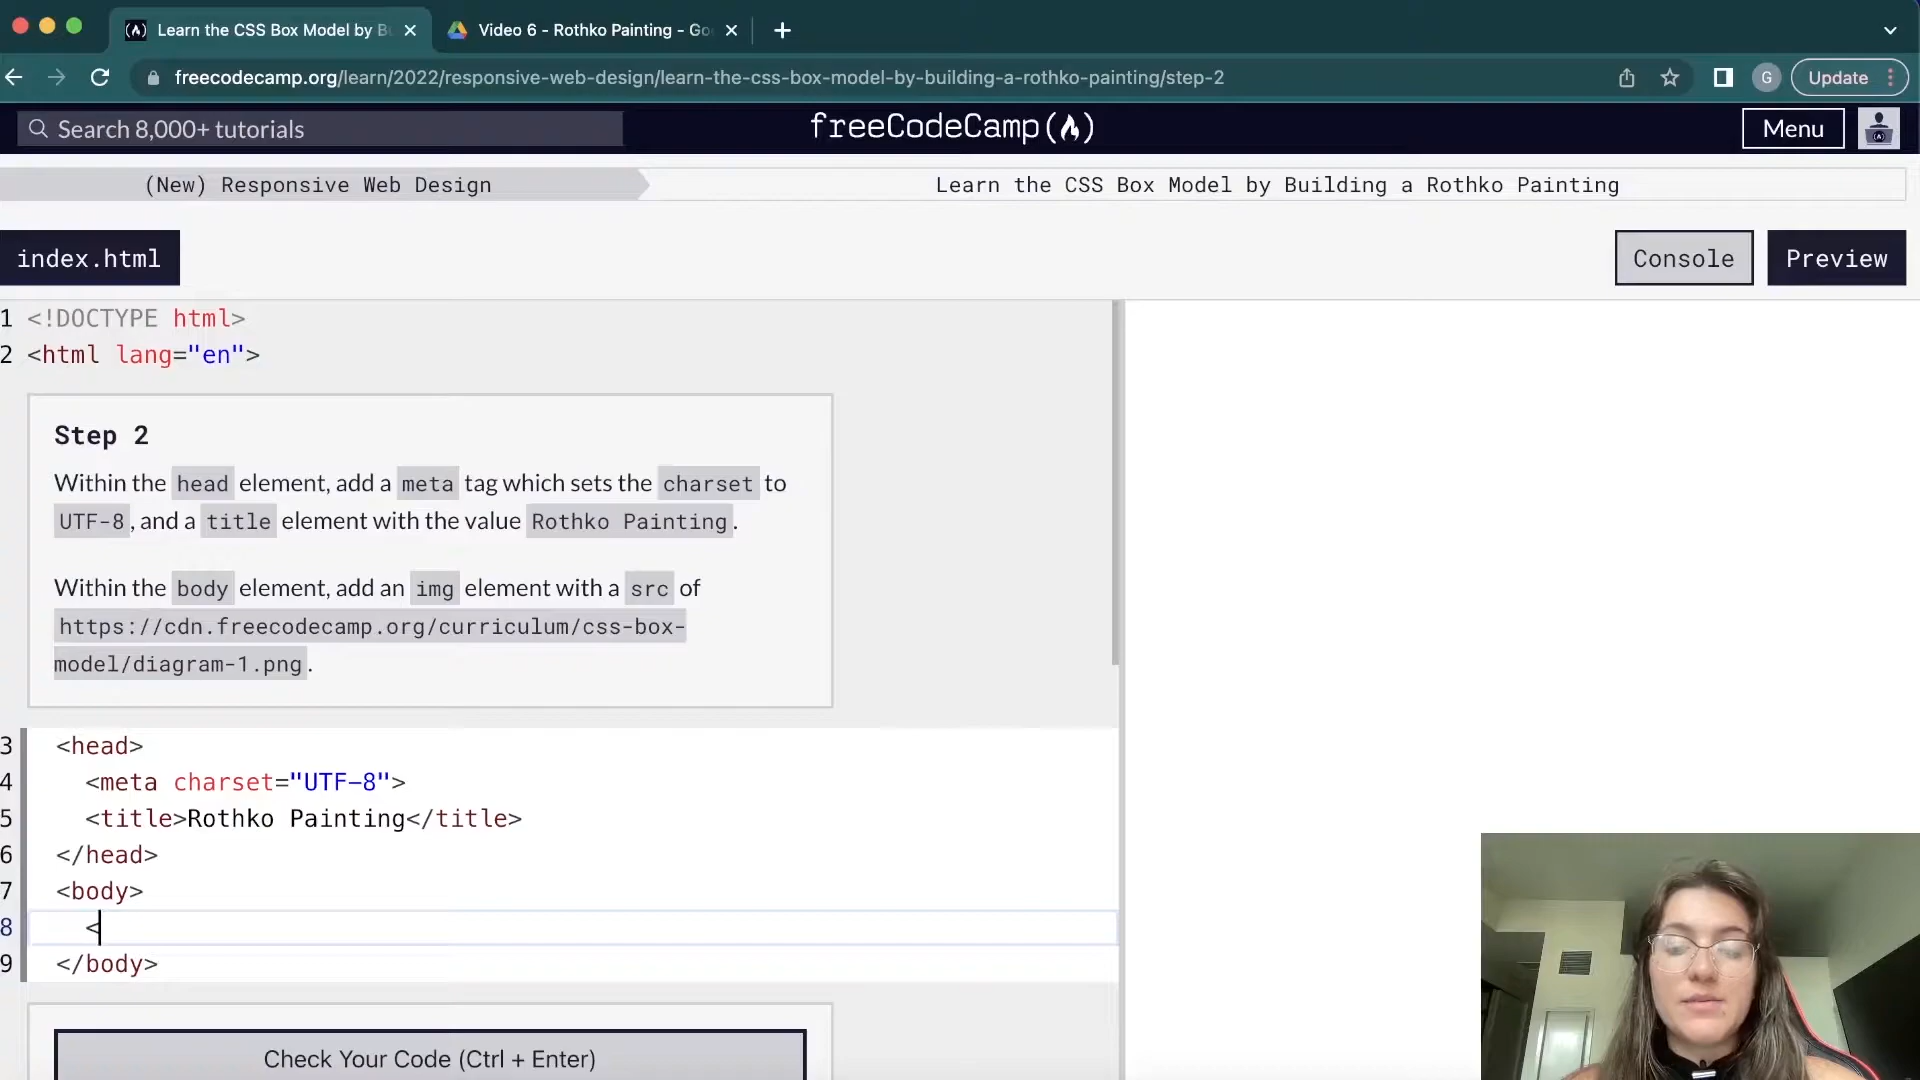 Learn the CSS Box Model by B
Video 6 - Rothko Painting - Go
freecodecamp.org/learn/2022/responsive-web-design/learn-the-css-box-model-by-building-a-rothko-painting/step-2
G
Update
Search 8,000+ tutorials
freeCodeCamp
Menu
(New) Responsive Web Design
Learn the CSS Box Model by Building a Rothko Painting
index.html
Console
Preview
1 <!DOCTYPE html>
2 <html lang="en">
Step 2
Within the head element, add a meta tag which sets the charset to
UTF-8, and a title element with the value Rothko Painting.
Within the body element, add an img element with a src of
https://cdn.freecodecamp.org/curriculum/css-box-
model/diagram-1.png.
3 <head>
4 <meta charset="UTF-8">
5 <title>Rothko Painting</title>
6 </head>
7 <body>
8 <
9 </body>
Check Your Code (Ctrl + Enter)